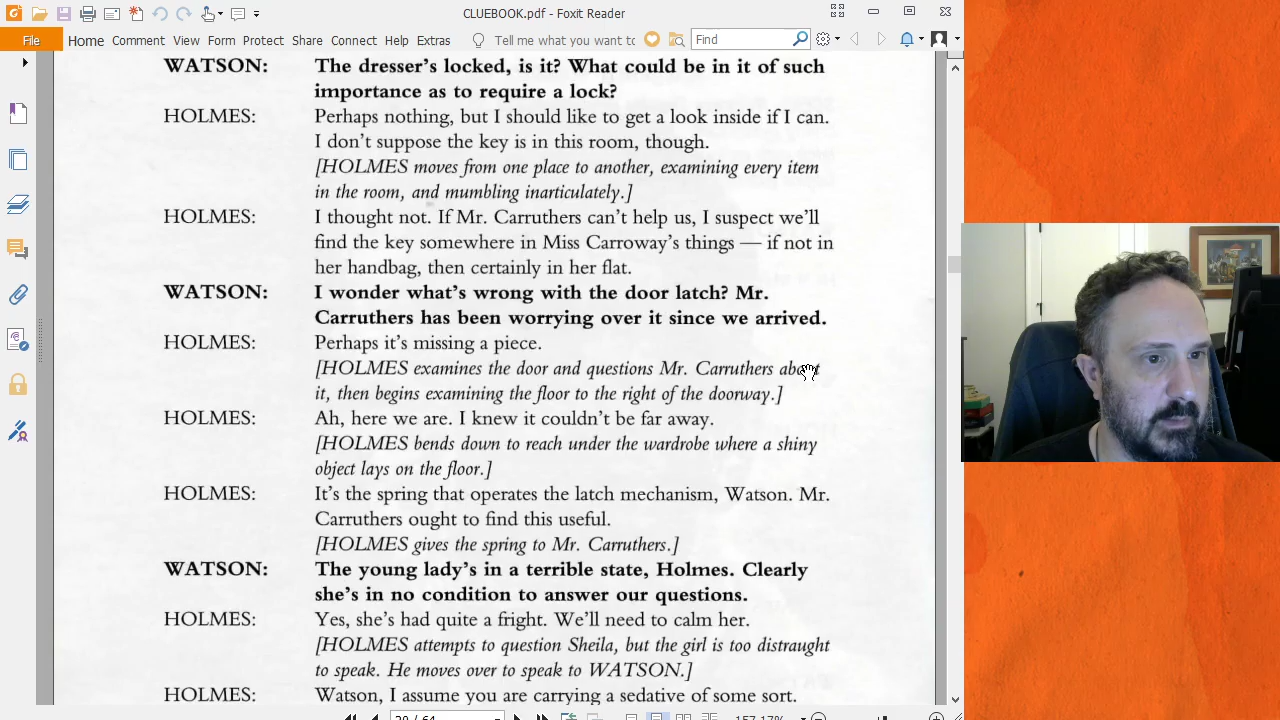 CLUEBOOK.pdf - Foxit Reader
File Home Comment View Form Protect Share Connect Help Extras Tell me what you want to Find
WATSON: The dresser's locked, is it? What could be in it of such
importance as to require a lock?
HOLMES: Perhaps nothing, but I should like to get a look inside if I can.
I don't suppose the key is in this room, though.
[HOLMES moves from one place to another, examining every item
in the room, and mumbling inarticulately.]
HOLMES: I thought not. If Mr. Carruthers can't help us, I suspect we'll
find the key somewhere in Miss Carroway's things — if not in
her handbag, then certainly in her flat.
WATSON: I wonder what's wrong with the door latch? Mr.
Carruthers has been worrying over it since we arrived.
HOLMES: Perhaps it's missing a piece.
[HOLMES examines the door and questions Mr. Carruthers about
it, then begins examining the floor to the right of the doorway.]
HOLMES: Ah, here we are. I knew it couldn't be far away.
[HOLMES bends down to reach under the wardrobe where a shiny
object lays on the floor.]
HOLMES: It's the spring that operates the latch mechanism, Watson. Mr.
Carruthers ought to find this useful.
[HOLMES gives the spring to Mr. Carruthers.]
WATSON: The young lady's in a terrible state, Holmes. Clearly
she's in no condition to answer our questions.
HOLMES: Yes, she's had quite a fright. We'll need to calm her.
[HOLMES attempts to question Sheila, but the girl is too distraught
to speak. He moves over to speak to WATSON.]
HOLMES: Watson, I assume you are carrying a sedative of some sort.
157.17%